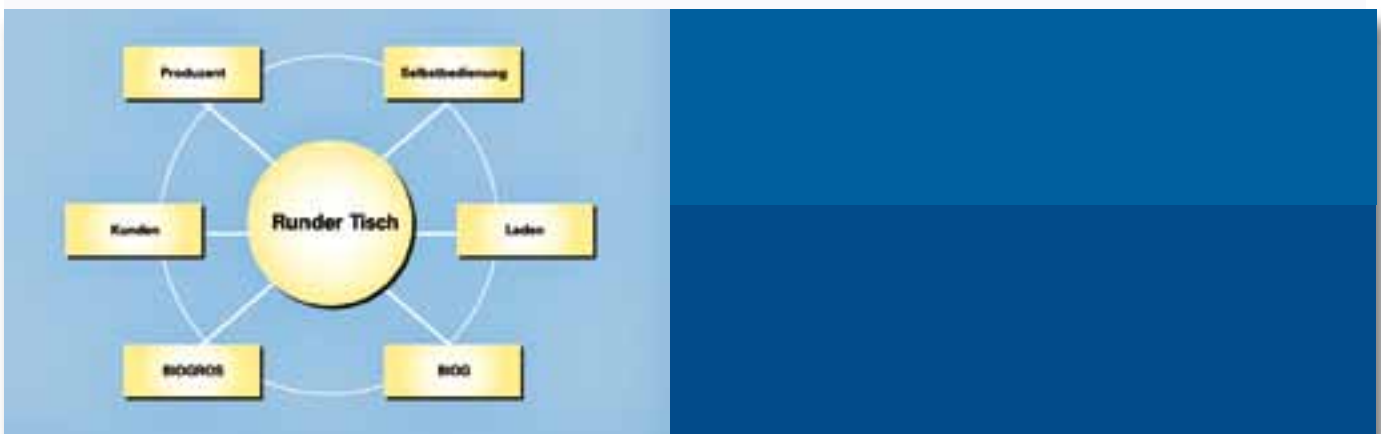 Produzent
Selbstbedienung
Runder Tisch
Kunden
Laden
BIOGROS
BIOG